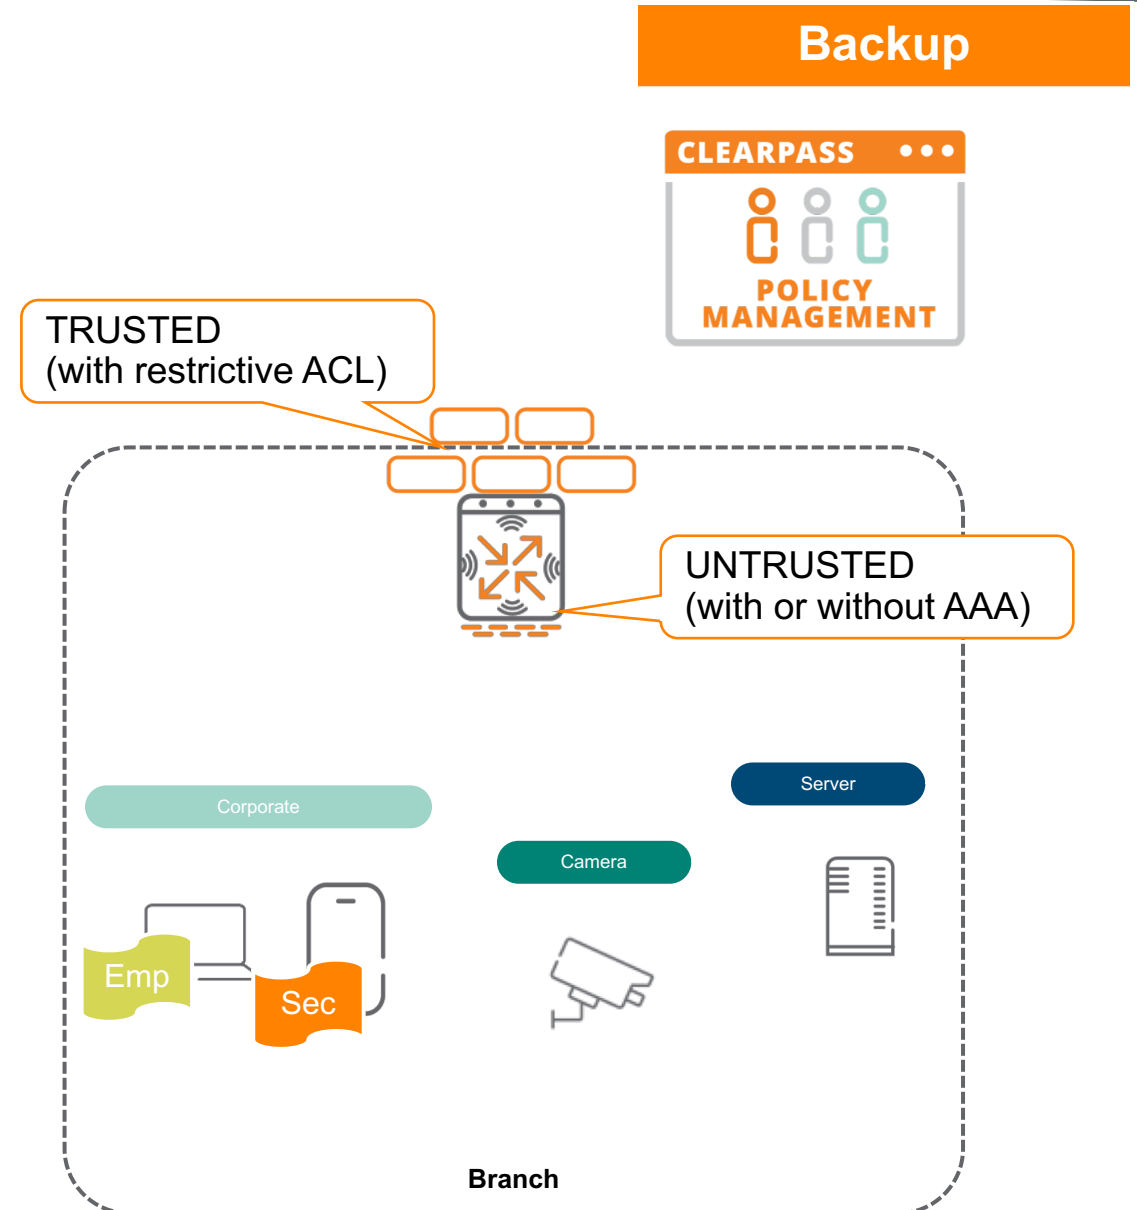 Backup
CLEARPASS
POLICY
MANAGEMENT
TRUSTED
(with restrictive ACL)
UNTRUSTED
(with or without AAA)
Server
Corporate
Camera
Emp
Sec
Branch